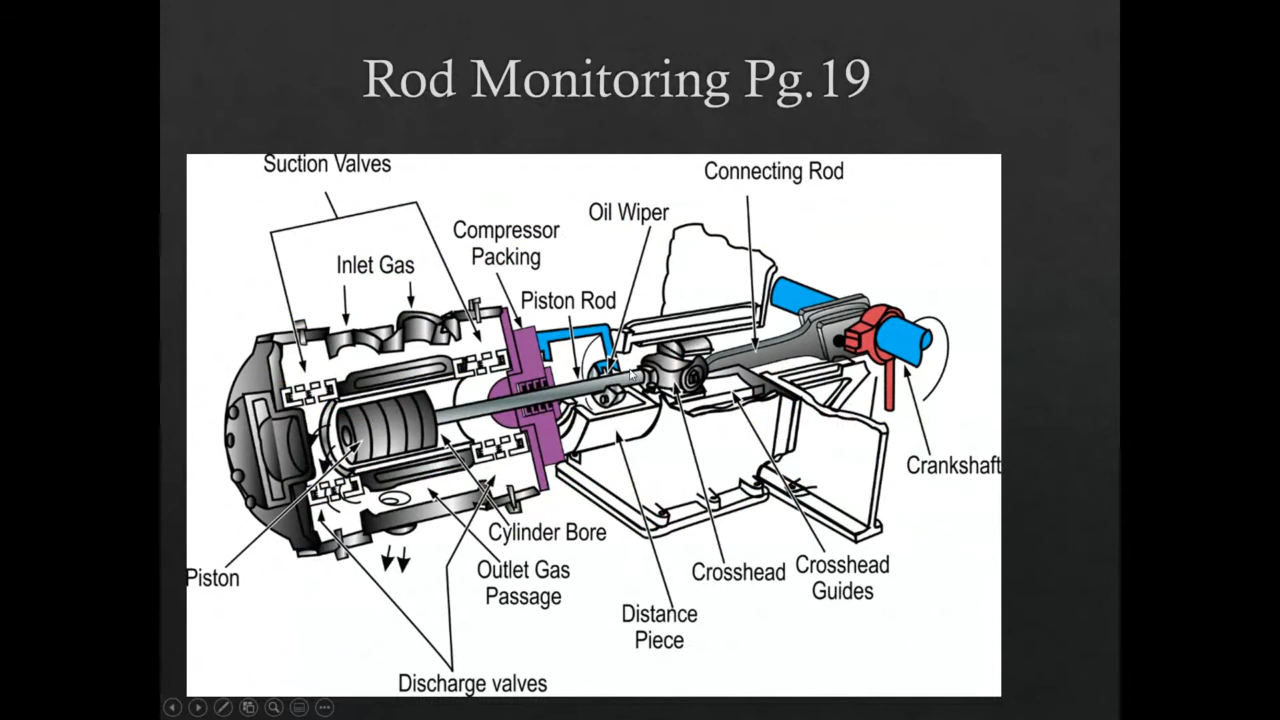 Rod Monitoring Pg.19
Suction Valves
Connecting Rod
Oil Wiper
Compressor
Packing
Inlet Gas
Piston Rod
Crankshaft
Cylinder Bore
Crosshead
Crosshead
Guides
Outlet Gas
Passage
Piston
Distance
Piece
Discharge valves